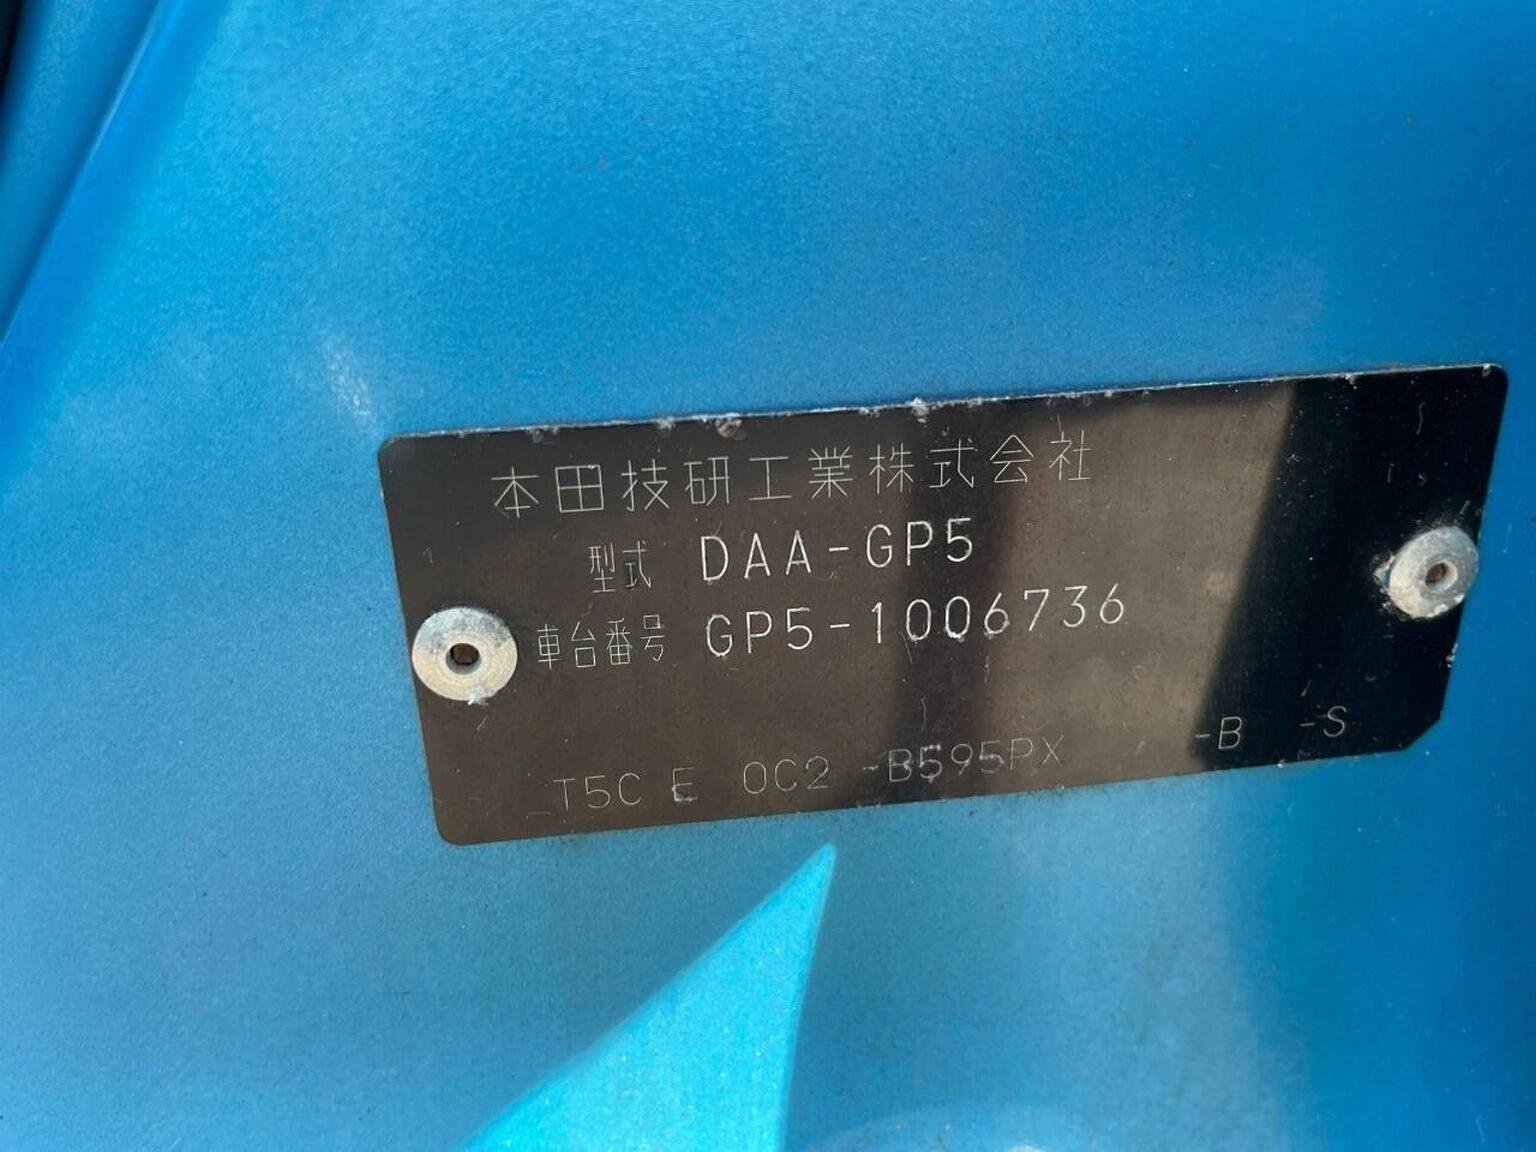 本田技研工業株式会社
型式 DAA-GP5
車台番号 GP5-1006736
T5C E 0C2 -B595PX -B -S